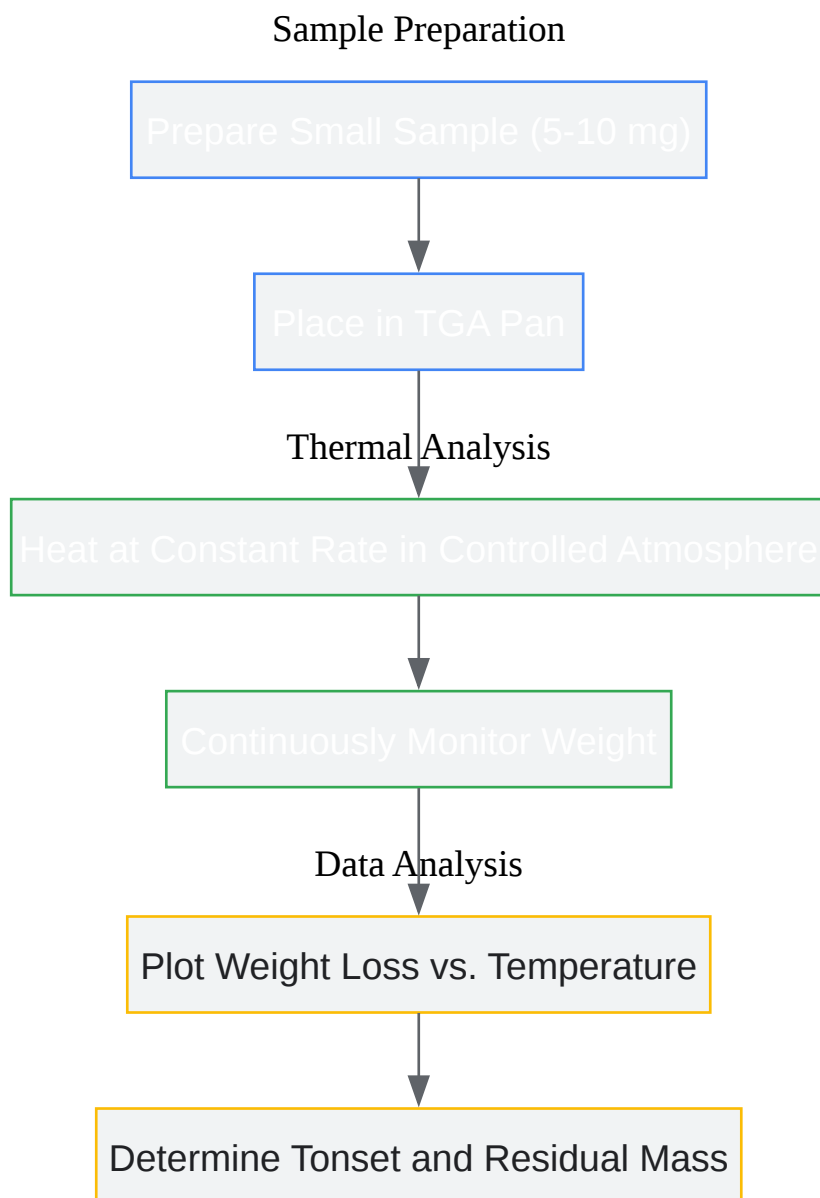 Sample Preparation
Prepare Small Sample (5-10 mg)
Place in TGA Pan
Thermal Analysis
Heat at Constant Rate in Controlled Atmosphere
Continuously Monitor Weight
Data Analysis
Plot Weight Loss vs. Temperature
Determine Tonset and Residual Mass